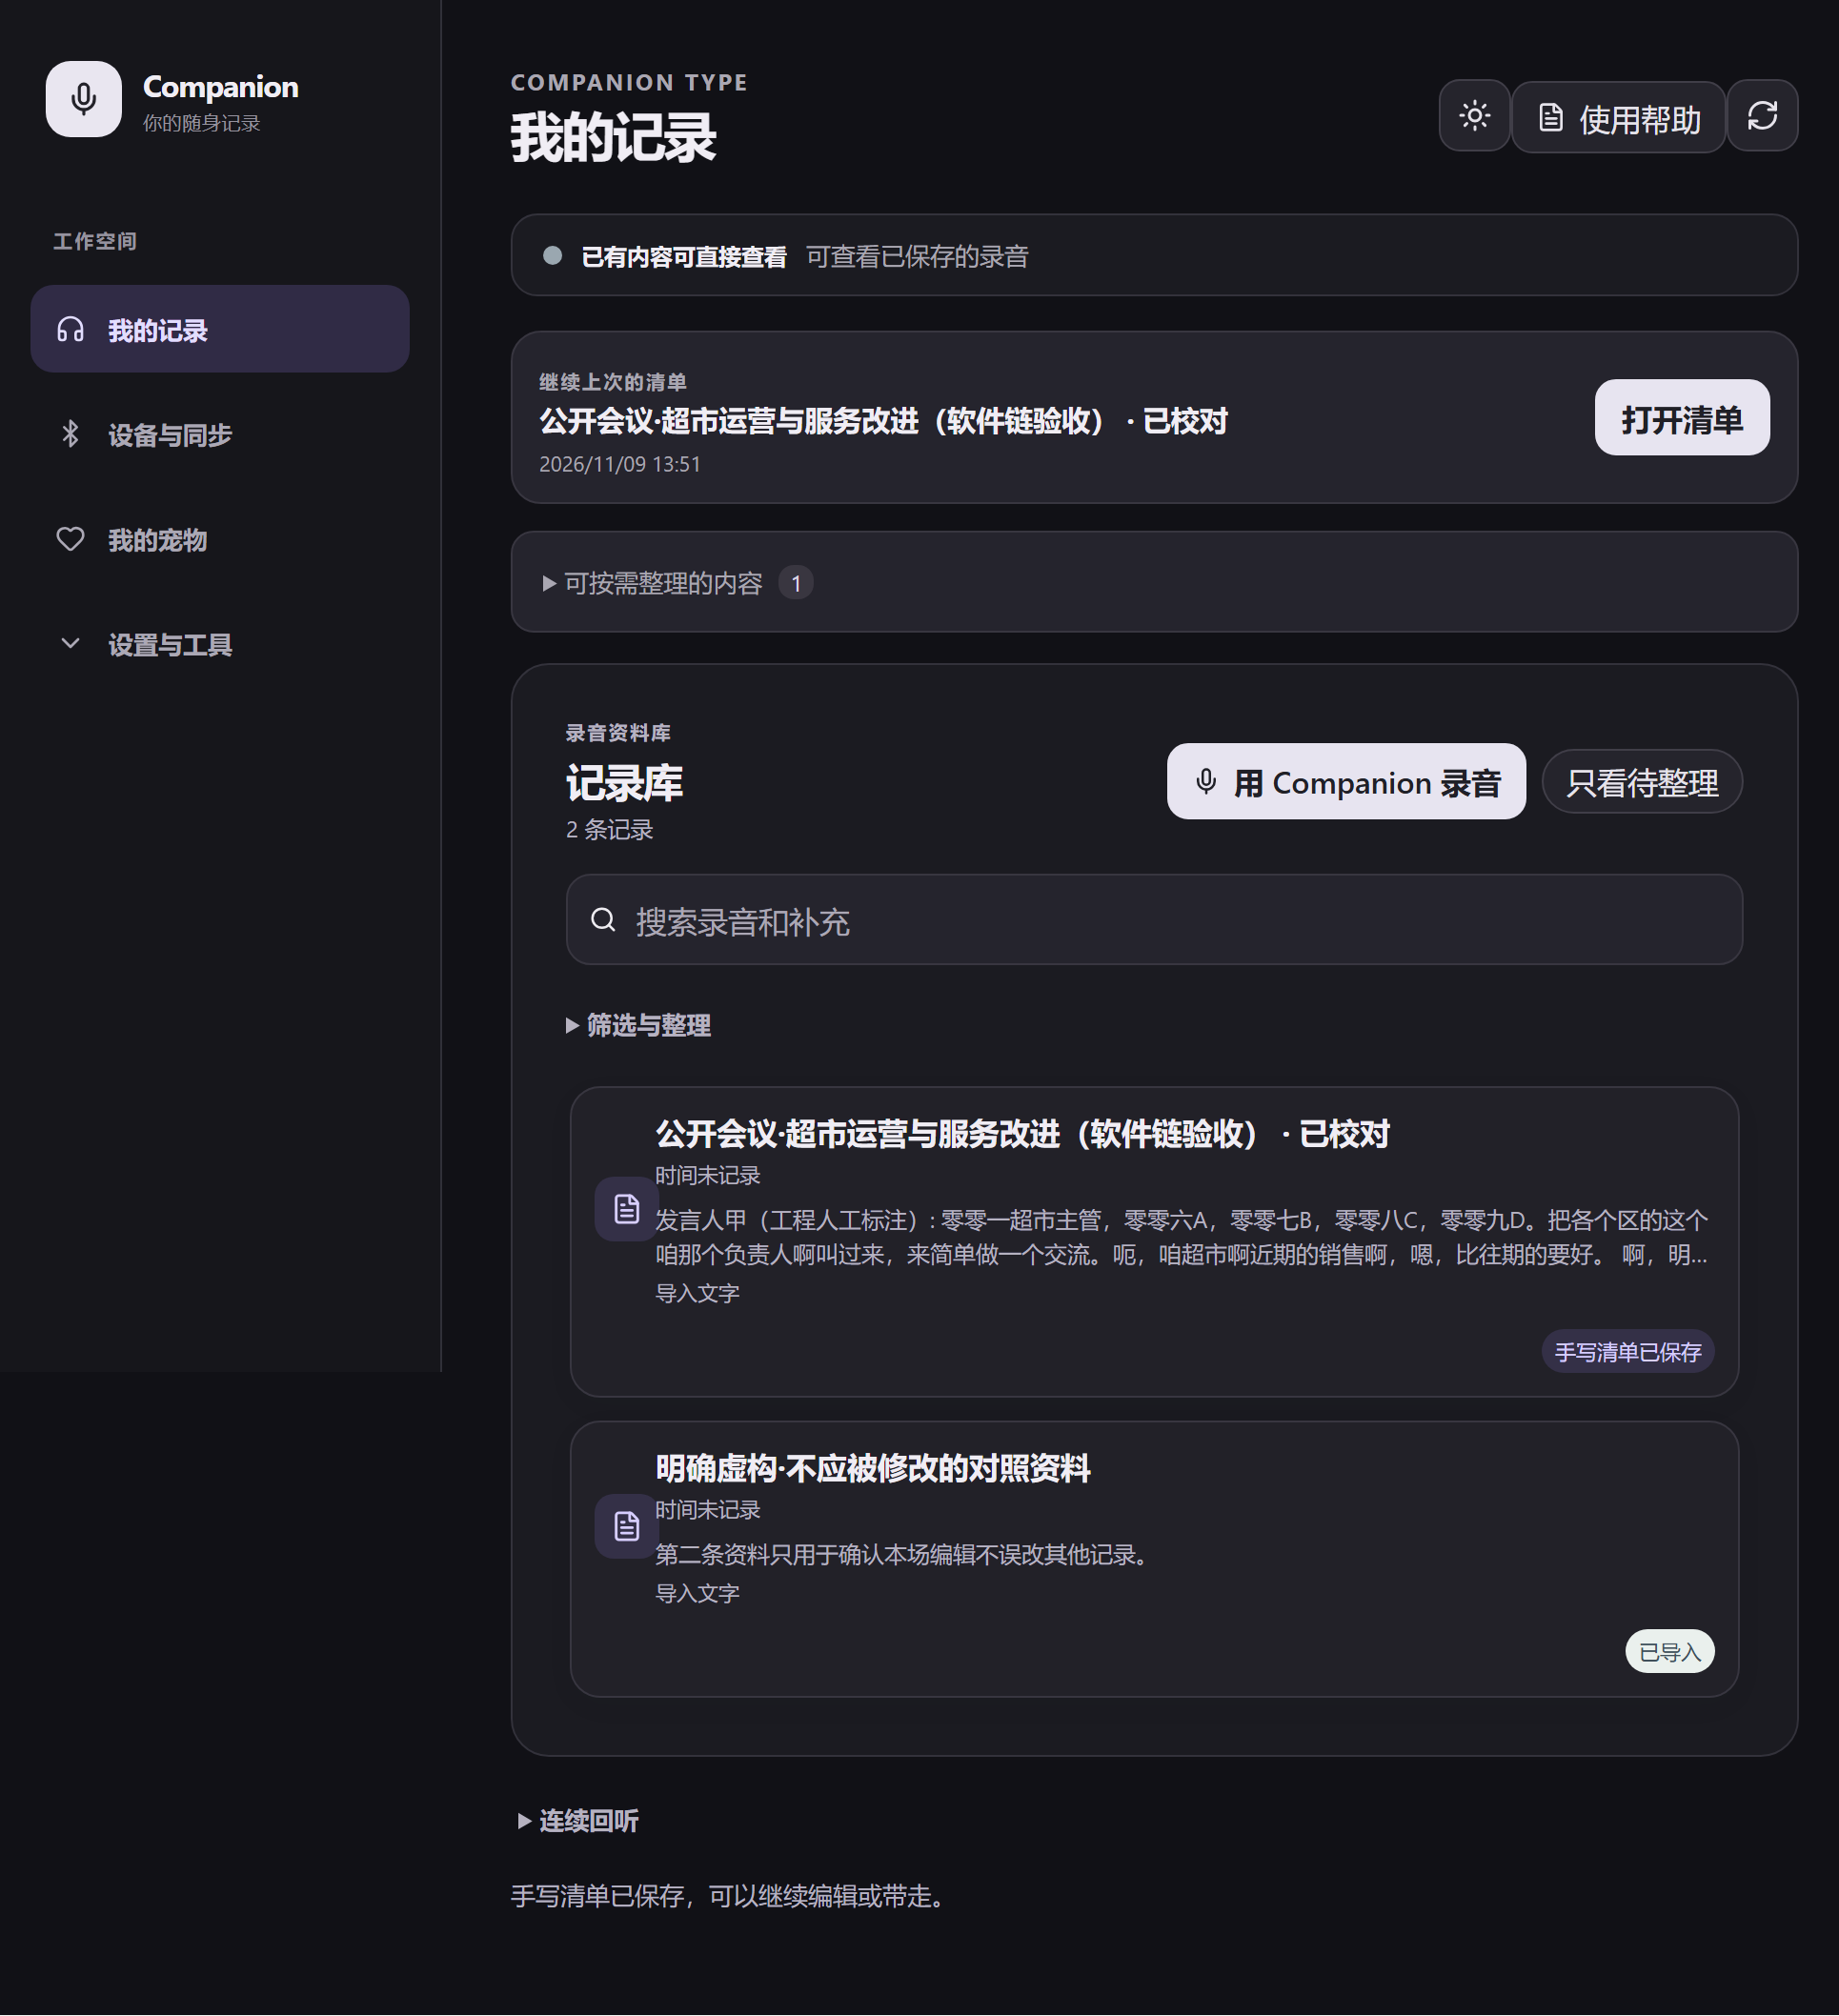 Companion
你的随身记录
工作空间
我的记录
设备与同步
我的宠物
设置与工具
COMPANION TYPE
我的记录
使用帮助
已有内容可直接查看 可查看已保存的录音
继续上次的清单
公开会议·超市运营与服务改进（软件链验收） · 已校对
2026/11/09 13:51
打开清单
可按需整理的内容 1
录音资料库
记录库
2 条记录
用 Companion 录音
只看待整理
搜索录音和补充
筛选与整理
公开会议·超市运营与服务改进（软件链验收） · 已校对
时间未记录
发言人甲（工程人工标注）: 零零一超市主管，零零六A，零零七B，零零八C，零零九D。把各个区的这个
咱那个负责人啊叫过来，来简单做一个交流。呃，咱超市啊近期的销售啊，嗯，比往期的要好。 啊，明...
导入文字
手写清单已保存
明确虚构·不应被修改的对照资料
时间未记录
第二条资料只用于确认本场编辑不误改其他记录。
导入文字
已导入
连续回听
手写清单已保存，可以继续编辑或带走。